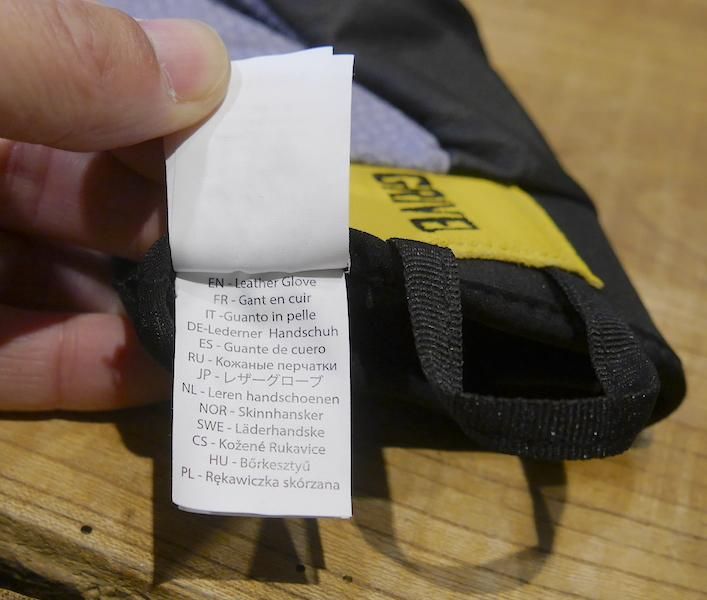 GRIVEL
EN - Leather Glove
FR - Gant en cuir
IT -Guanto in pelle
DE-Lederner Handschuh
ES - Guante de cuero
RU - Кожаные перчатки
JP - レザーグローブ
NL - Leren handschoenen
NOR - Skinnhansker
SWE - Läderhandske
CS - Kožené Rukavice
HU - Bőrkesztyű
PL - Rękawiczka skórzana